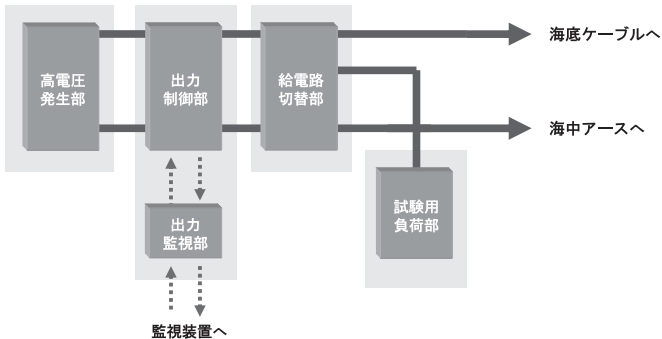 高電圧
発生部
出力
制御部
給電路
切替部
海底ケーブルへ
海中アースへ
試験用
負荷部
出力
監視部
監視装置へ